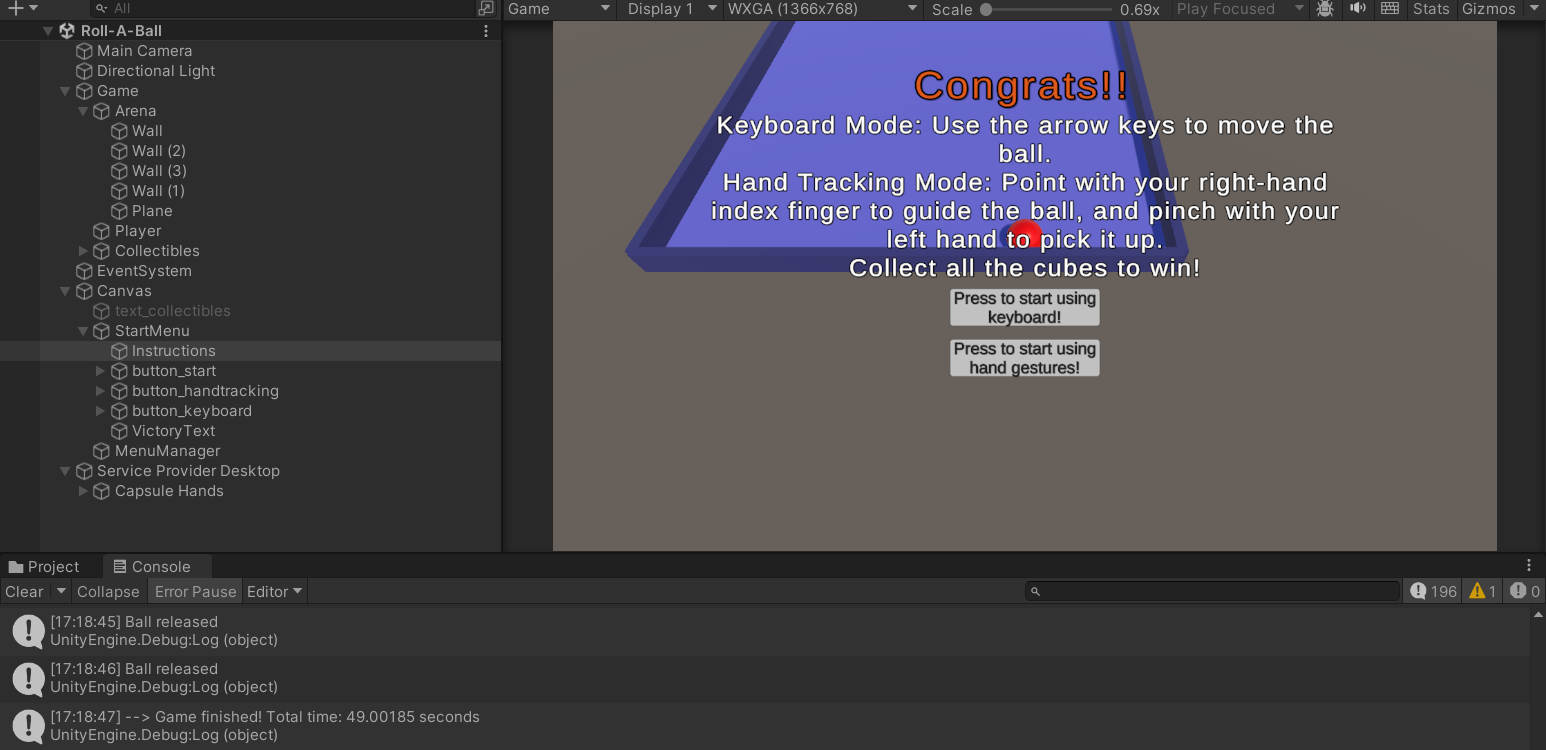 All
Game Display 1 WXGA (1366x768) Scale 0.69x Play Focused Stats Gizmos
Roll-A-Ball
Main Camera
Directional Light
Game
Arena
Wall
Wall (2)
Wall (3)
Wall (1)
Plane
Player
Collectibles
EventSystem
Canvas
text_collectibles
StartMenu
Instructions
button_start
button_handtracking
button_keyboard
VictoryText
MenuManager
Service Provider Desktop
Capsule Hands
Congrats!!
Keyboard Mode: Use the arrow keys to move the
ball.
Hand Tracking Mode: Point with your right-hand
index finger to guide the ball, and pinch with your
left hand to pick it up.
Collect all the cubes to win!
Press to start using
keyboard!
Press to start using
hand gestures!
Project Console
Clear Collapse Error Pause Editor 196 1 0
[17:18:45] Ball released
UnityEngine.Debug:Log (object)
[17:18:46] Ball released
UnityEngine.Debug:Log (object)
[17:18:47] --> Game finished! Total time: 49.00185 seconds
UnityEngine.Debug:Log (object)